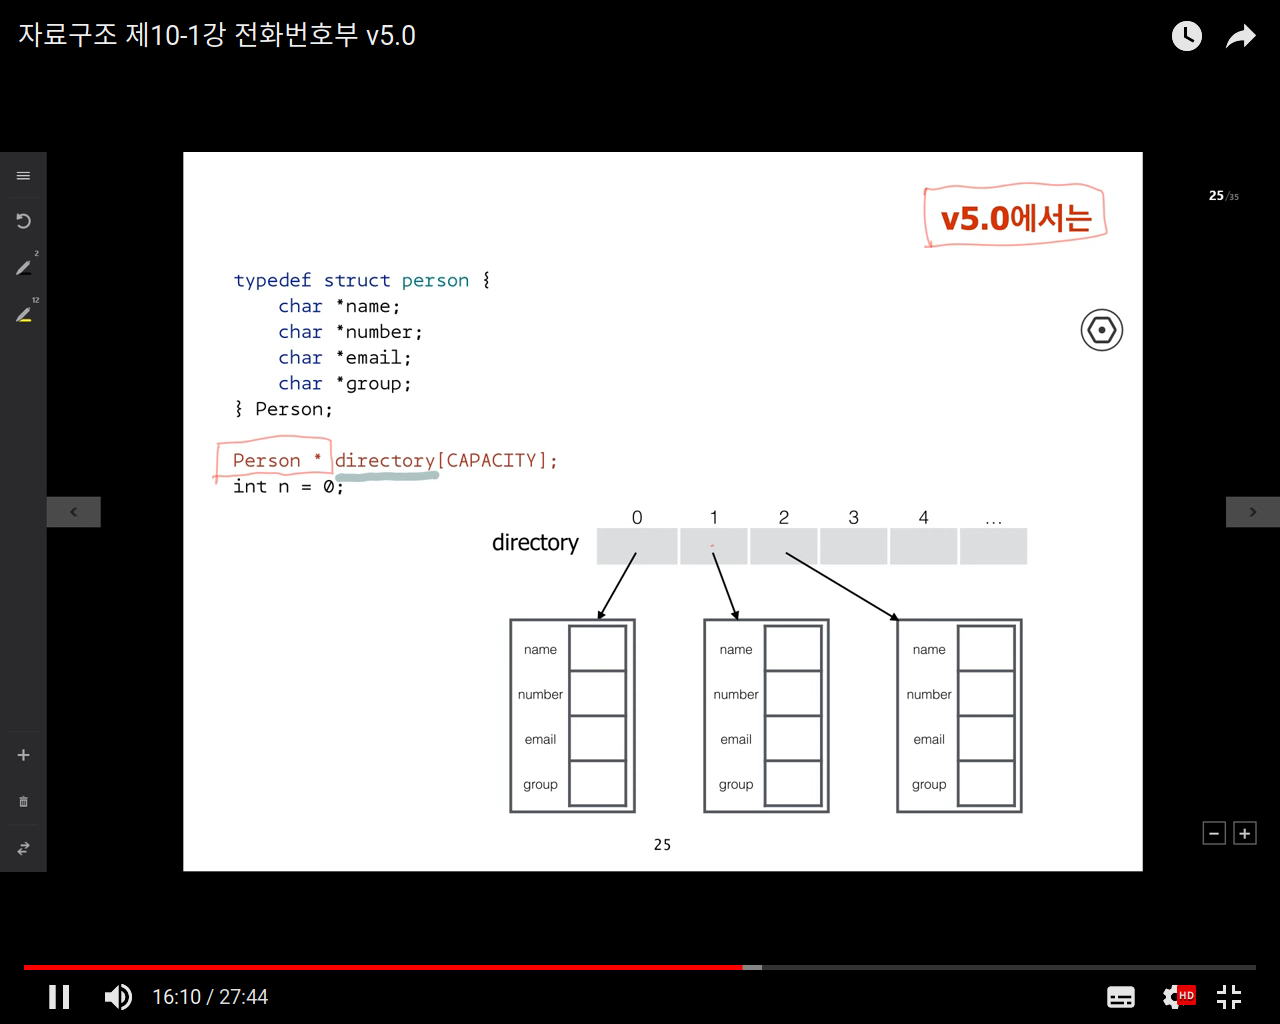 자료구조 제10-1강 전화번호부 v5.0
25/35
v5.0에서는
2
12
typedef struct person {
char *name;
char *number;
char *email;
char *group;
} Person;
Person * directory[CAPACITY];
int n = 0;
0 1 2 3 4 ...
directory
name name name
number number number
email email email
group group group
25
16:10 / 27:44
HD